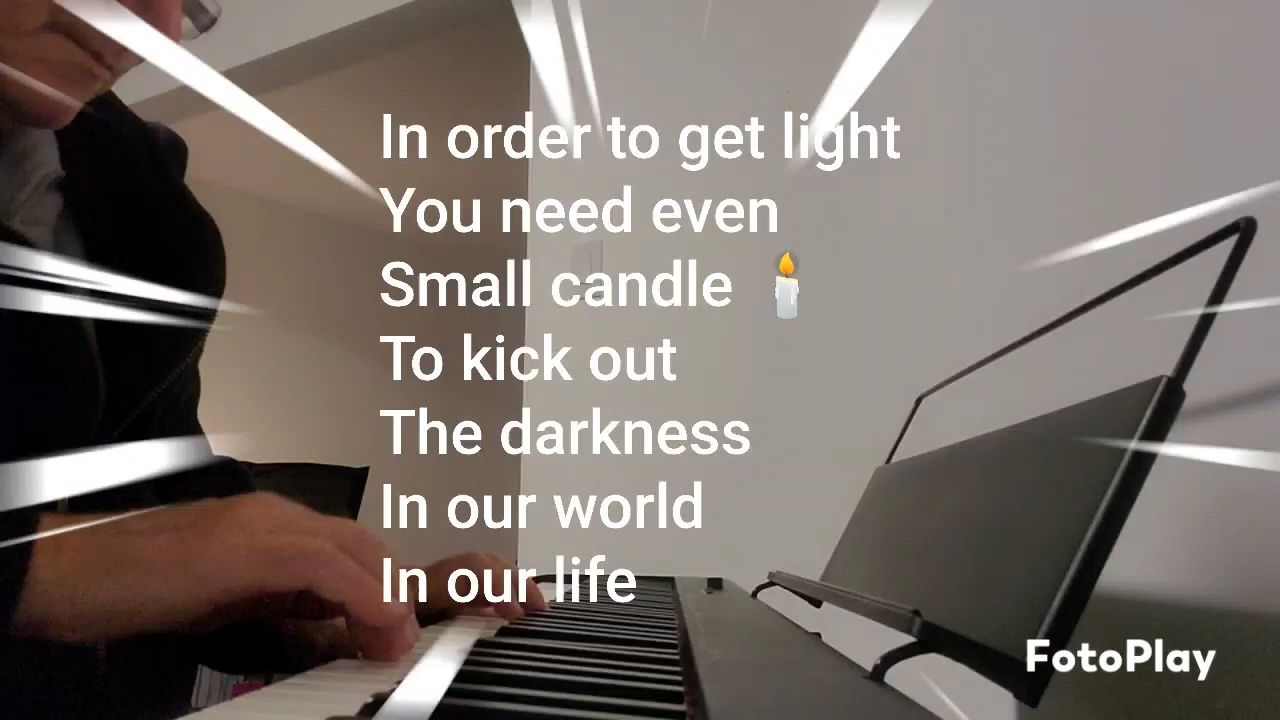 In order to get light
You need even
Small candle 🕯️
To kick out
The darkness
In our world
In our life
FotoPlay